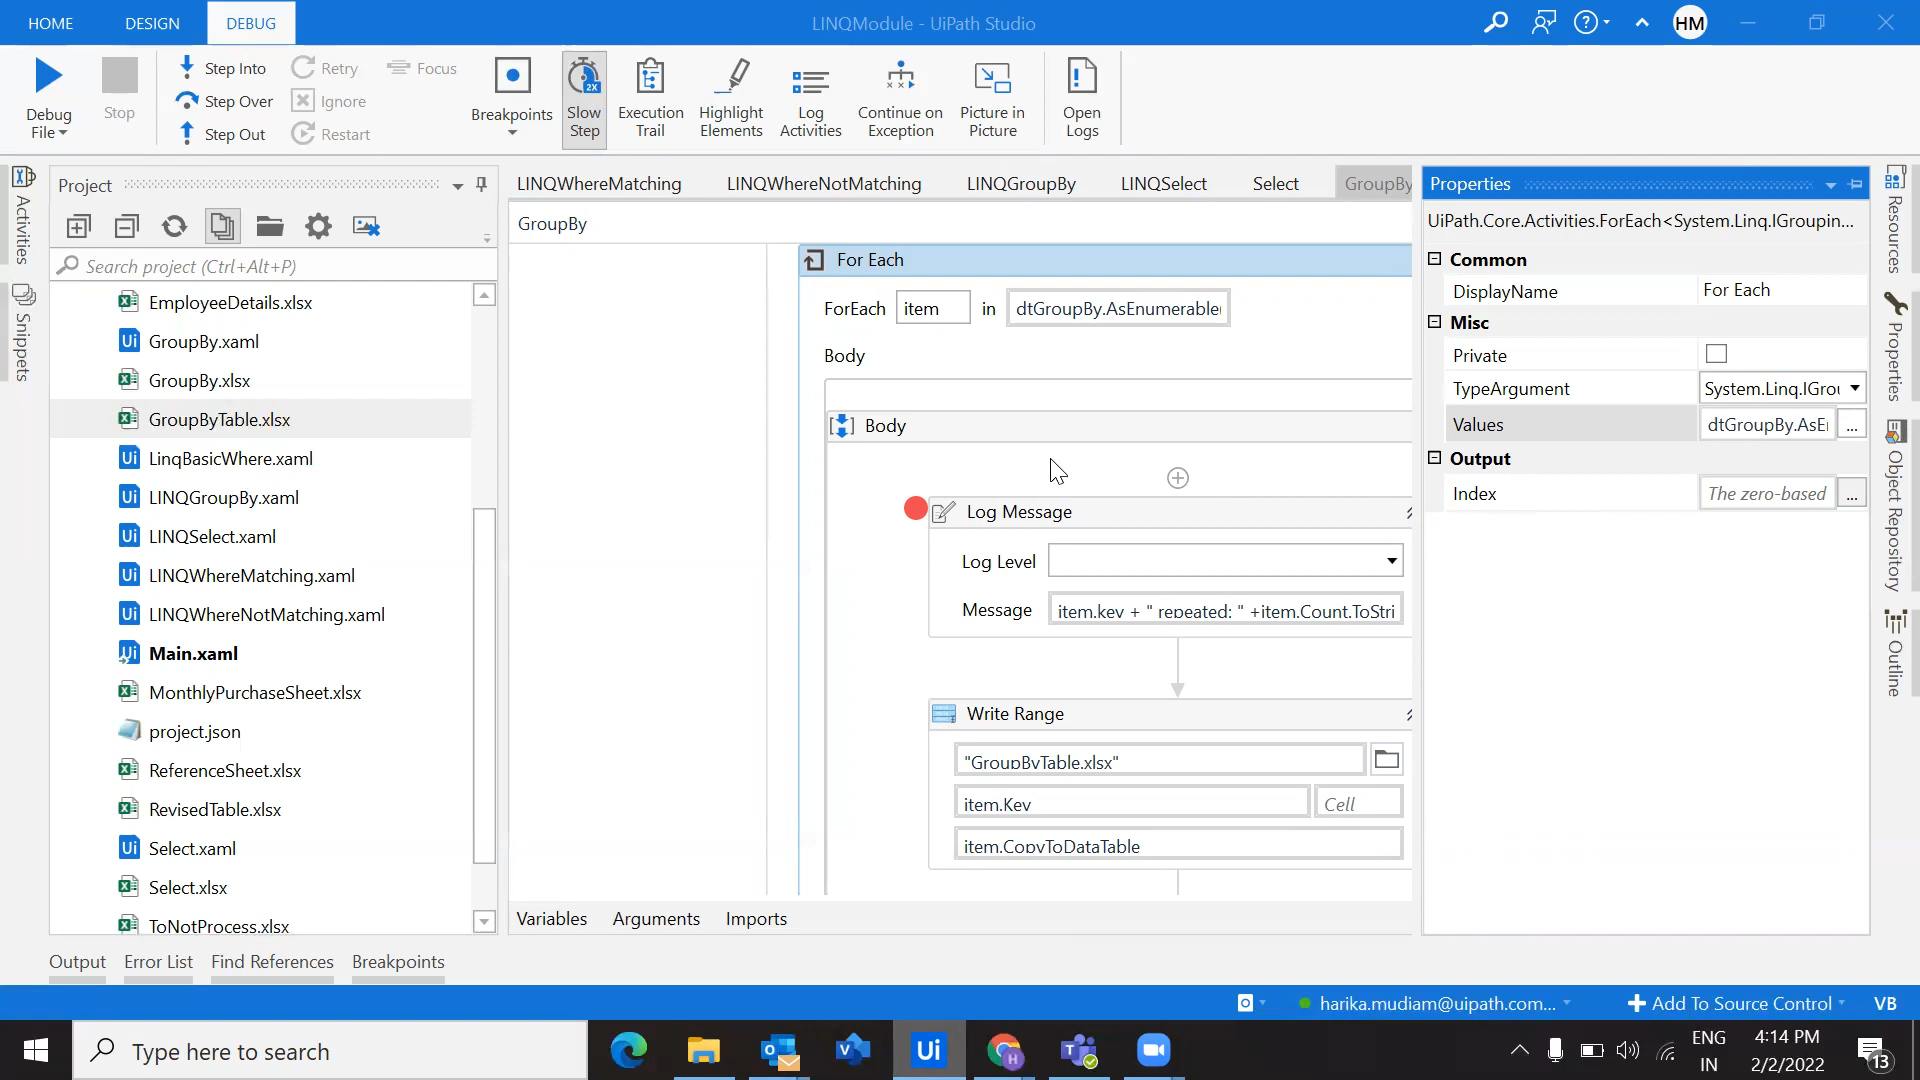 HOME DESIGN DEBUG LINQModule - UiPath Studio HM
Debug File Stop
Step Into Retry Focus
Step Over Ignore
Step Out Restart
Breakpoints
Slow Step
Execution Trail
Highlight Elements
Log Activities
Continue on Exception
Picture in Picture
Open Logs
Activities
Snippets
Project
Search project (Ctrl+Alt+P)
EmployeeDetails.xlsx
GroupBy.xaml
GroupBy.xlsx
GroupByTable.xlsx
LinqBasicWhere.xaml
LINQGroupBy.xaml
LINQSelect.xaml
LINQWhereMatching.xaml
LINQWhereNotMatching.xaml
Main.xaml
MonthlyPurchaseSheet.xlsx
project.json
ReferenceSheet.xlsx
RevisedTable.xlsx
Select.xaml
Select.xlsx
ToNotProcess.xlsx
LINQWhereMatching LINQWhereNotMatching LINQGroupBy LINQSelect Select GroupBy
GroupBy
For Each
ForEach item in dtGroupBy.AsEnumerable(
Body
Body
Log Message
Log Level
Message item.key + " repeated: " +item.Count.ToStri
Write Range
"GroupByTable.xlsx"
item.Key Cell
item.CopyToDataTable
Variables Arguments Imports
Properties
UiPath.Core.Activities.ForEach<System.Linq.IGroupin...
Common
DisplayName For Each
Misc
Private
TypeArgument System.Linq.IGrou
Values dtGroupBy.AsEi ...
Output
Index The zero-based ...
Resources
Properties
Object Repository
Outline
Output Error List Find References Breakpoints
harika.mudiam@uipath.com... Add To Source Control VB
Type here to search
ENG
IN
4:14 PM
2/2/2022
13